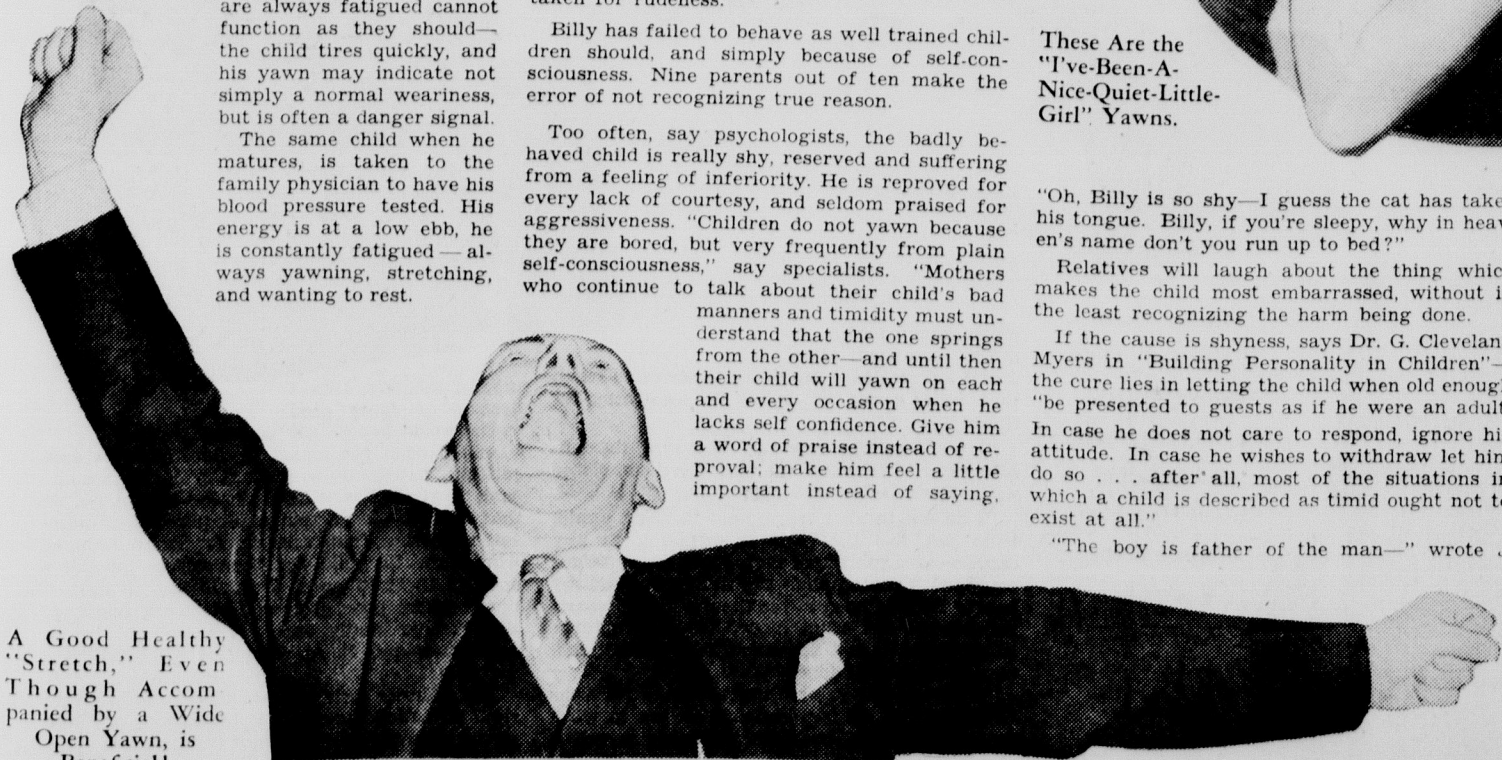 are always fatigued cannot
function as they should—
the child tires quickly, and
his yawn may indicate not
simply a normal weariness,
but is often a danger signal.
The same child when he
matures, is taken to the
family physician to have his
blood pressure tested. His
energy is at a low ebb, he
is constantly fatigued — al-
ways yawning, stretching,
and wanting to rest.
taken for rudeness.
Billy has failed to behave as well trained chil-
dren should, and simply because of self-con-
sciousness. Nine parents out of ten make the
error of not recognizing true reason.
Too often, say psychologists, the badly be-
haved child is really shy, reserved and suffering
from a feeling of inferiority. He is reproved for
every lack of courtesy, and seldom praised for
aggressiveness. "Children do not yawn because
they are bored, but very frequently from plain
self-consciousness," say specialists. "Mothers
who continue to talk about their child's bad
manners and timidity must un-
derstand that the one springs
from the other—and until then
their child will yawn on each
and every occasion when he
lacks self confidence. Give him
a word of praise instead of re-
proval; make him feel a little
important instead of saying,
These Are the
"I've-Been-A-
Nice-Quiet-Little-
Girl" Yawns.
"Oh, Billy is so shy—I guess the cat has take
his tongue. Billy, if you're sleepy, why in heav
en's name don't you run up to bed?"
Relatives will laugh about the thing whic
makes the child most embarrassed, without i
the least recognizing the harm being done.
If the cause is shyness, says Dr. G. Clevelan
Myers in "Building Personality in Children"—
the cure lies in letting the child when old enoug
"be presented to guests as if he were an adult
In case he does not care to respond, ignore hi
attitude. In case he wishes to withdraw let him
do so . . . after all, most of the situations i
which a child is described as timid ought not t
exist at all."
"The boy is father of the man—" wrote
A Good Healthy
"Stretch," Even
Though Accom
panied by a Wide
Open Yawn, is